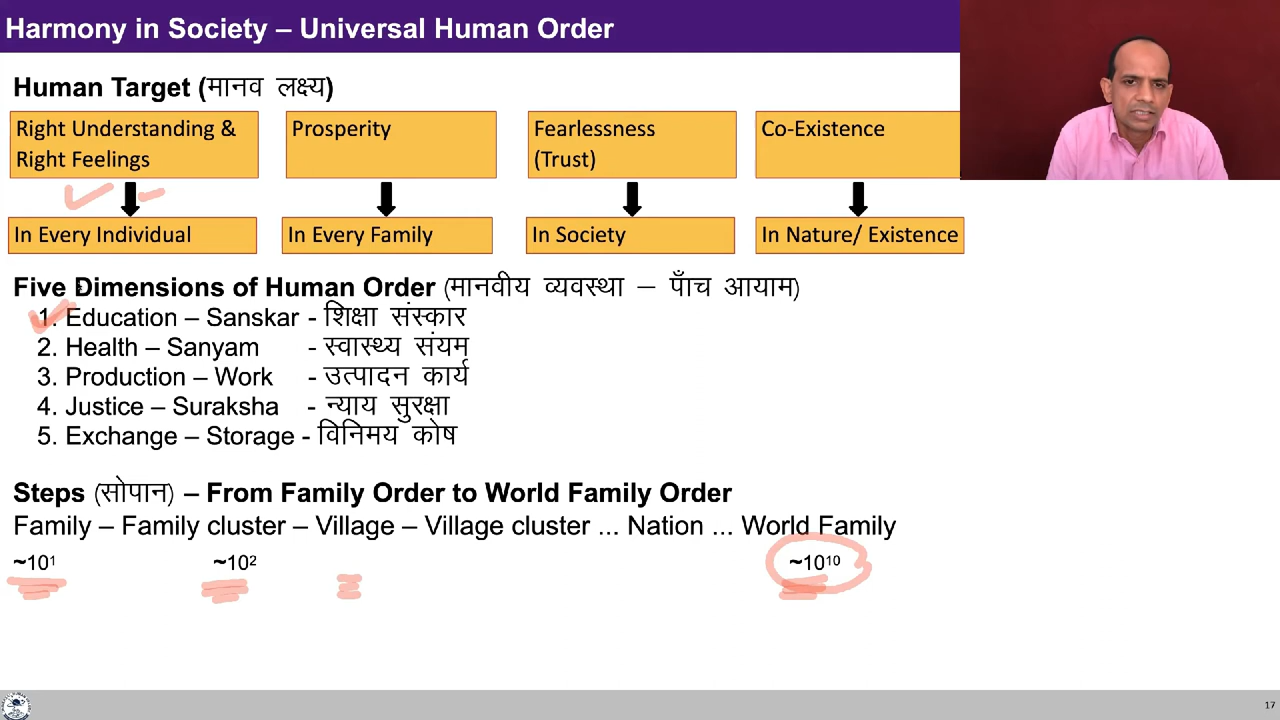 Harmony in Society – Universal Human Order
Human Target (मानव लक्ष्य)
Right Understanding & Right Feelings
Prosperity
Fearlessness (Trust)
Co-Existence
In Every Individual
In Every Family
In Society
In Nature/ Existence
Five Dimensions of Human Order (मानवीय व्यवस्था – पाँच आयाम)
1. Education – Sanskar - शिक्षा संस्कार
2. Health – Sanyam - स्वास्थ्य संयम
3. Production – Work - उत्पादन कार्य
4. Justice – Suraksha - न्याय सुरक्षा
5. Exchange – Storage - विनिमय कोष
Steps (सोपान) – From Family Order to World Family Order
Family – Family cluster – Village – Village cluster ... Nation ... World Family
~10¹ ~10² ~10¹⁰
17